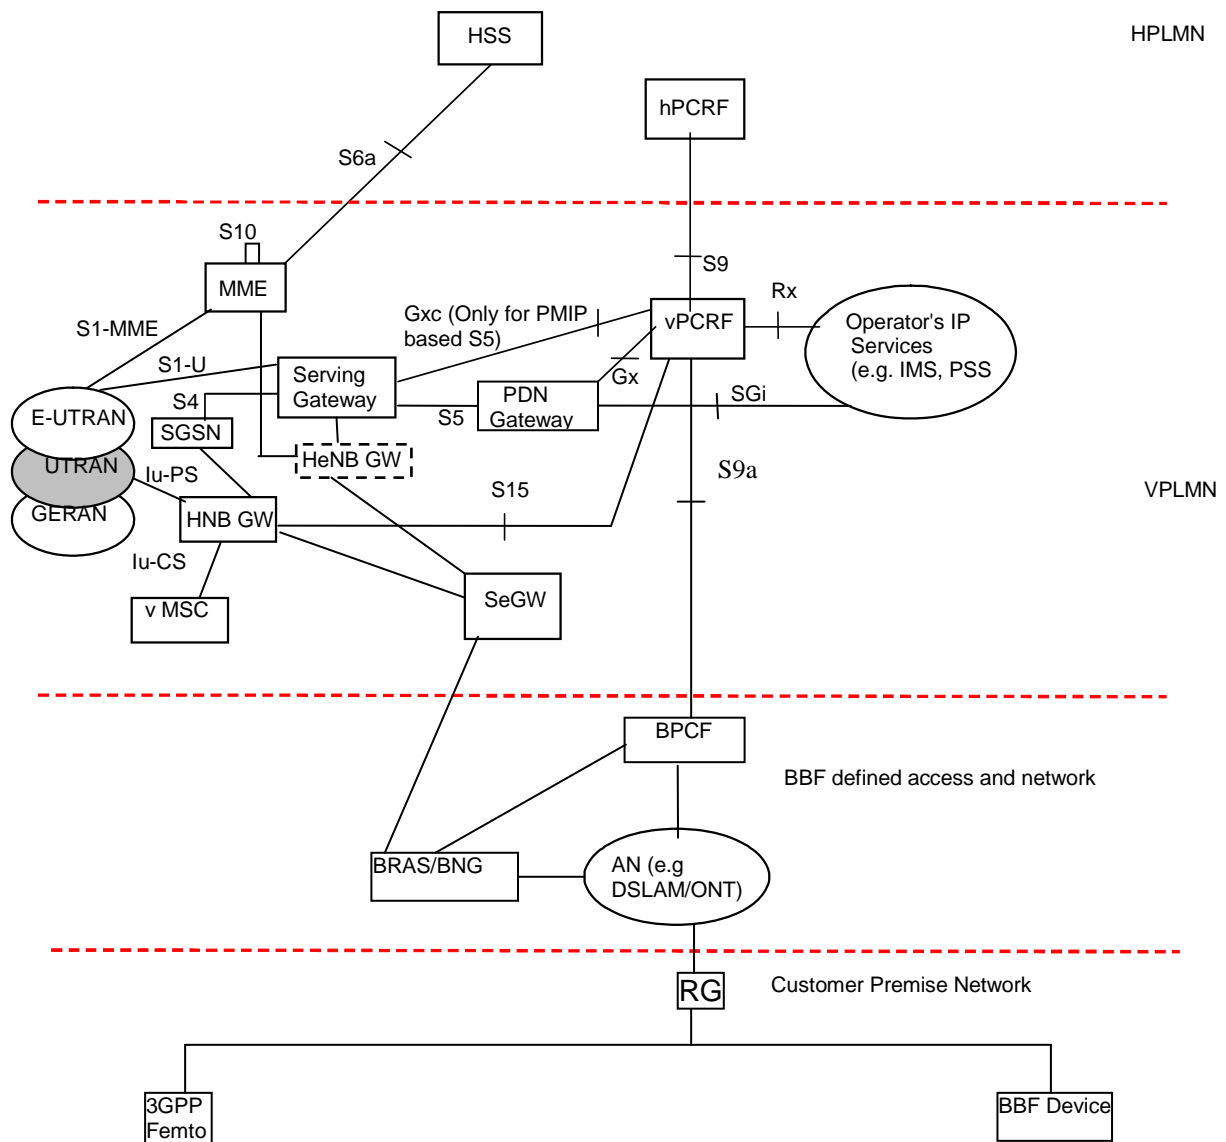 HSS
HPLMN
hPCRF
S6a
S10
MME
S9
Rx
Gxc (Only for PMIP
based S5)
vPCRF
Operator's IP
Services
(e.g. IMS, PSS
S1-MME
S1-U
Serving
Gateway
Gx
PDN
Gateway
S5
SGi
E-UTRAN
S4
SGSN
HeNB GW
UTRAN
Iu-PS
S9a
S15
VPLMN
GERAN
HNB GW
Iu-CS
v MSC
SeGW
BPCF
BBF defined access and network
BRAS/BNG
AN (e.g
DSLAM/ONT)
RG
Customer Premise Network
3GPP
Femto
BBF Device